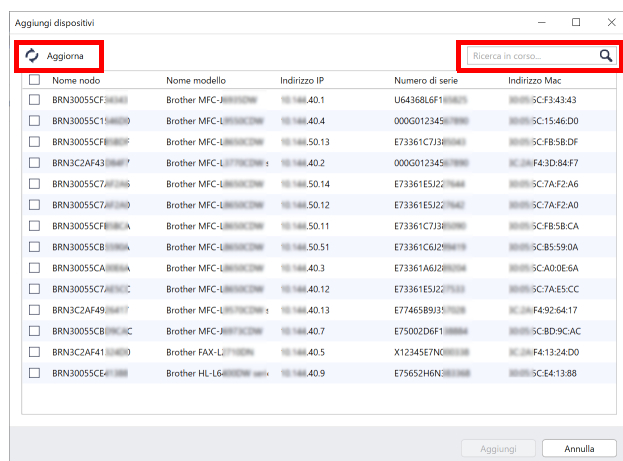 Aggiungi dispositivi
Aggiorna
Ricerca in corso...
Nome nodo Nome modello Indirizzo IP Numero di serie Indirizzo Mac
BRN30055CF Brother MFC-J .40.1 U64368L6F1 5C:F3:43:43
BRN30055C1 Brother MFC-L .40.4 000G012345 5C:15:46:D0
BRN30055CF Brother MFC-L .50.13 E73361C7J3 5C:FB:5B:DF
BRN3C2AF43 Brother MFC-L .40.2 000G012345 F4:3D:84:F7
BRN30055C7 Brother MFC-L .50.14 E73361E5J22 5C:7A:F2:A6
BRN30055C7 Brother MFC-L .50.12 E73361E5J22 5C:7A:F2:A0
BRN30055CF Brother MFC-L .50.11 E73361C7J3 5C:FB:5B:CA
BRN30055CB Brother MFC-L .50.51 E73361C6J2 5C:B5:59:0A
BRN30055CA Brother MFC-L .40.3 E73361A6J2 5C:A0:0E:6A
BRN30055C7 Brother MFC-L .40.12 E73361E5J2 5C:7A:E5:CC
BRN3C2AF49 Brother MFC-L .40.13 E77465B9J3 F4:92:64:17
BRN30055CB Brother MFC-J .40.7 E75002D6F1 5C:BD:9C:AC
BRN3C2AF41 Brother FAX-L .40.5 X12345E7N F4:13:24:D0
BRN30055CE Brother HL-L6 .40.9 E75652H6N 5C:E4:13:88
Aggiungi Annulla